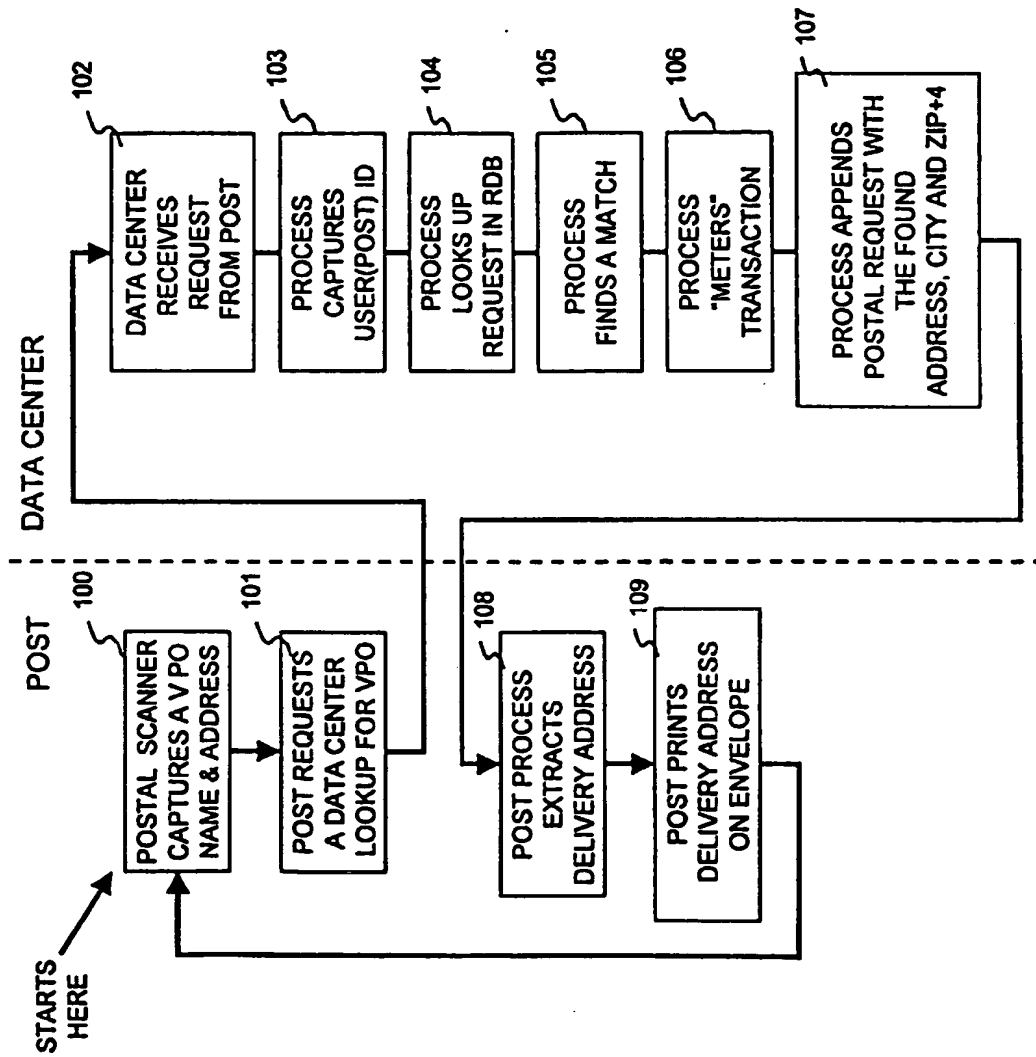 POST
STARTS
HERE
100
POSTAL SCANNER
CAPTURES A V PO
NAME & ADDRESS
101
POST REQUESTS
A DATA CENTER
LOOKUP FOR VPO
108
POST PROCESS
EXTRACTS
DELIVERY ADDRESS
109
POST PRINTS
DELIVERY ADDRESS
ON ENVELOPE
DATA CENTER
102
DATA CENTER
RECEIVES
REQUEST
FROM POST
103
PROCESS
CAPTURES
USER(POST) ID
104
PROCESS
LOOKS UP
REQUEST IN RDB
105
PROCESS
FINDS A MATCH
106
PROCESS
"METERS"
TRANSACTION
107
PROCESS APPENDS
POSTAL REQUEST WITH
THE FOUND
ADDRESS, CITY AND ZIP+4